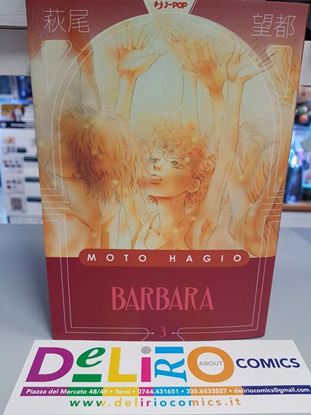 J-POP
萩尾 望都
MOTO HAGIO
BARBARA
3
DELIRIO ABOUT COMICS
Piazza del Mercato 48/49 • Terni • 0744.431651 • 335.6533527 • deliriocomics@gmail.com
www.deliriocomics.it